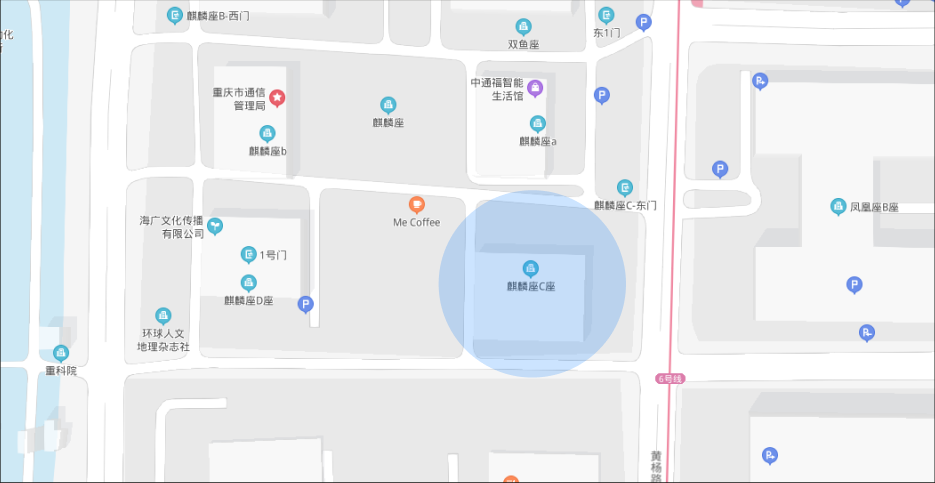 麒麟座B-西门
双鱼座
东1门
P
重庆市通信
管理局
麒麟座b
麒麟座
中通福智能
生活馆
麒麟座a
P
P
P
麒麟座C-东门
凤凰座B座
海广文化传播
有限公司
1号门
麒麟座D座
P
Me Coffee
麒麟座C座
P
环球人文
地理杂志社
重科院
6号线
黄杨路